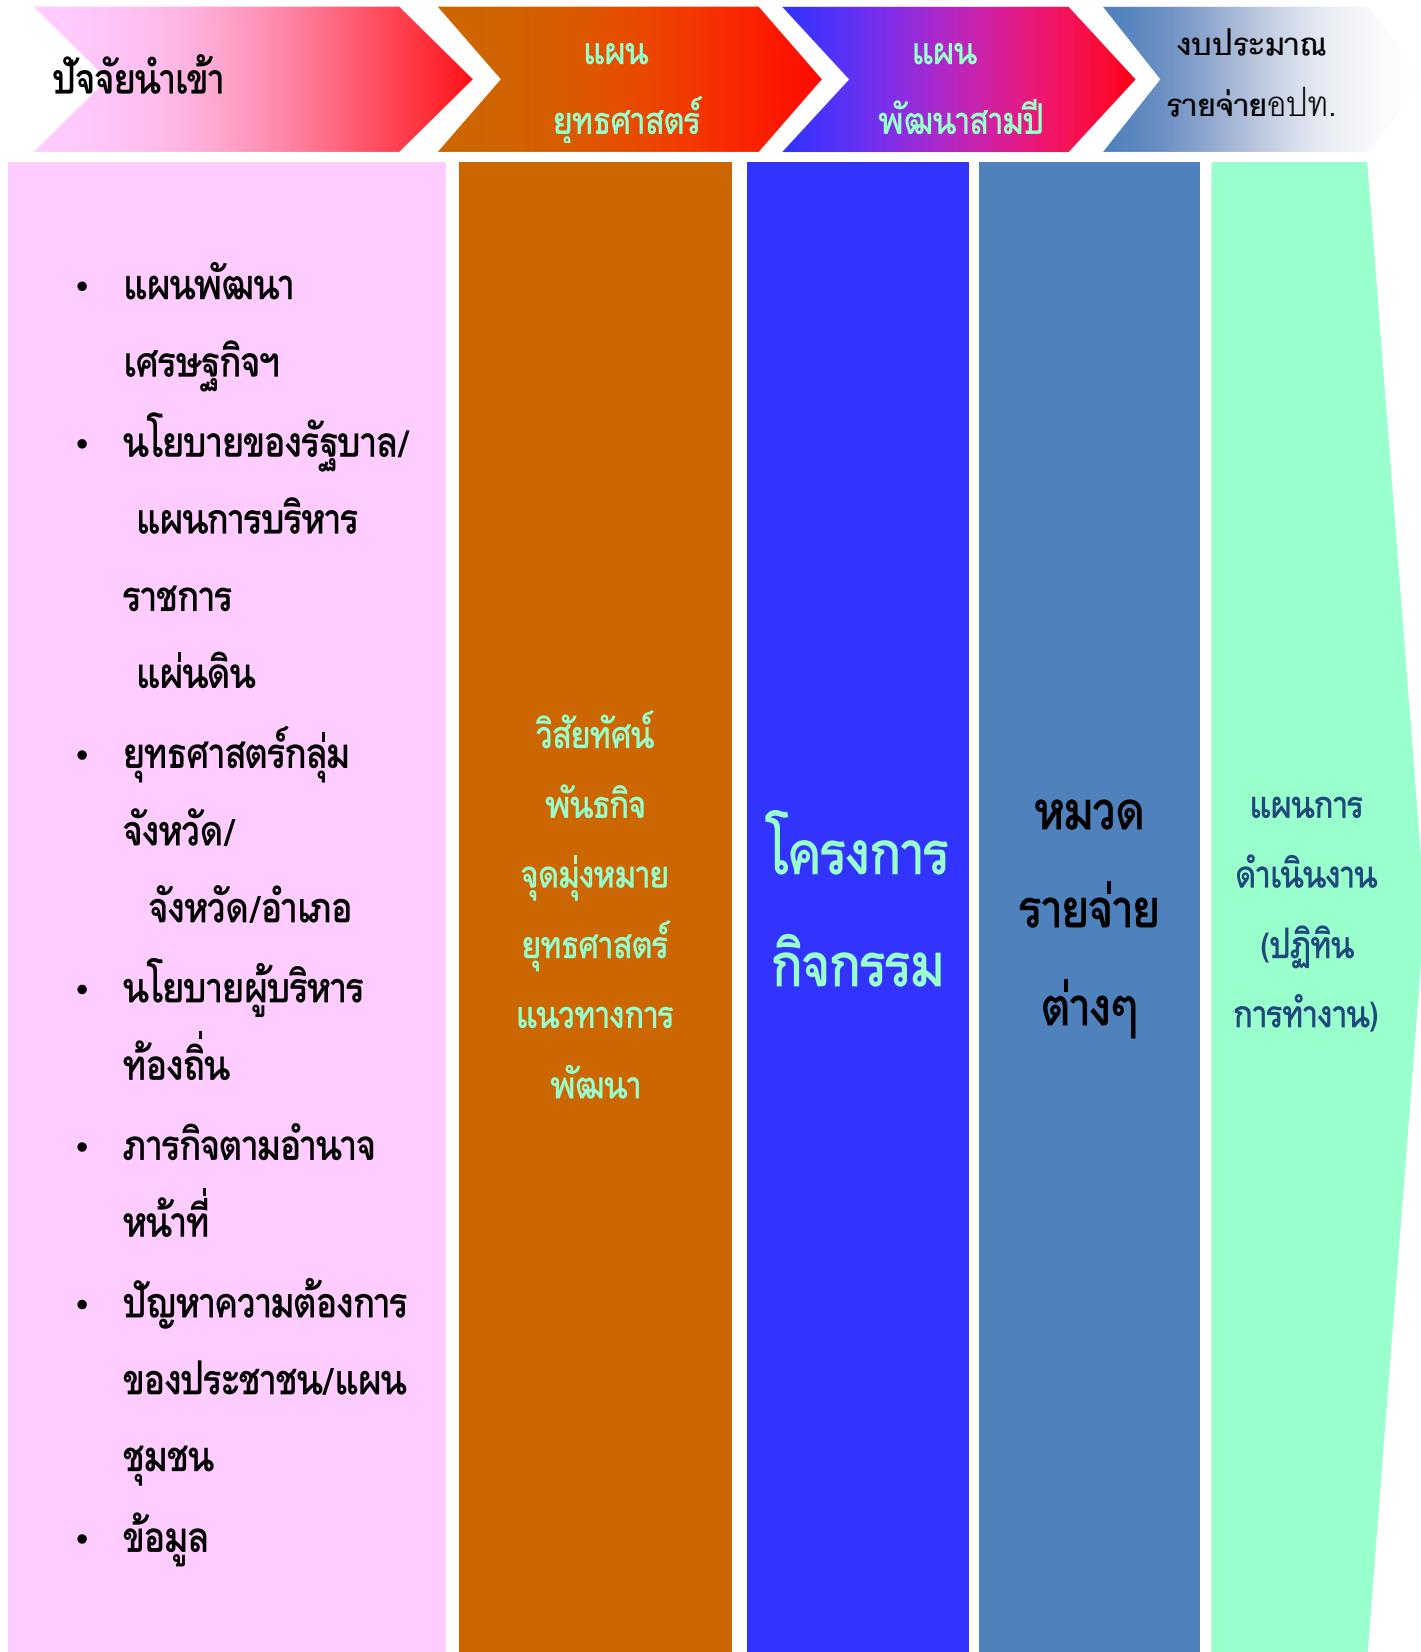 ปัจจัยนำเข้า
แผน
ยุทธศาสตร์
แผน
พัฒนาสามปี
งบประมาณ
รายจ่ายอปท.
• แผนพัฒนา
เศรษฐกิจฯ
• นโยบายของรัฐบาล/
แผนการบริหาร
ราชการ
แผ่นดิน
• ยุทธศาสตร์กลุ่ม
จังหวัด/
จังหวัด/อำเภอ
• นโยบายผู้บริหาร
ท้องถิ่น
• ภารกิจตามอำนาจ
หน้าที่
• ปัญหาความต้องการ
ของประชาชน/แผน
ชุมชน
• ข้อมูล
วิสัยทัศน์
พันธกิจ
จุดมุ่งหมาย
ยุทธศาสตร์
แนวทางการ
พัฒนา
โครงการ
กิจกรรม
หมวด
รายจ่าย
ต่างๆ
แผนการ
ดำเนินงาน
(ปฏิทิน
การทำงาน)